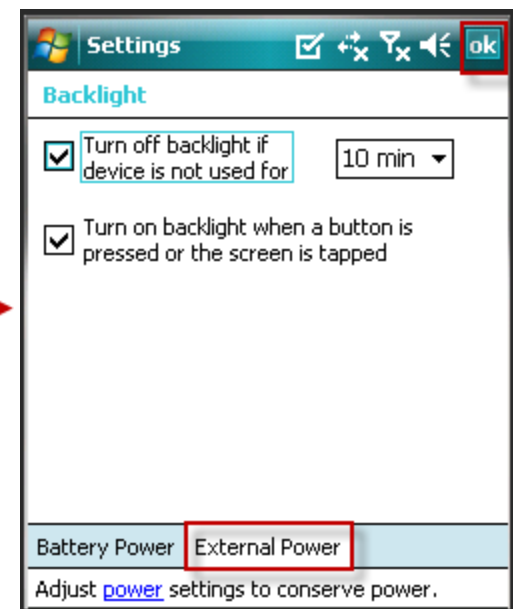 Settings ok
Backlight
Turn off backlight if
device is not used for
10 min
Turn on backlight when a button is
pressed or the screen is tapped
Battery Power External Power
Adjust power settings to conserve power.